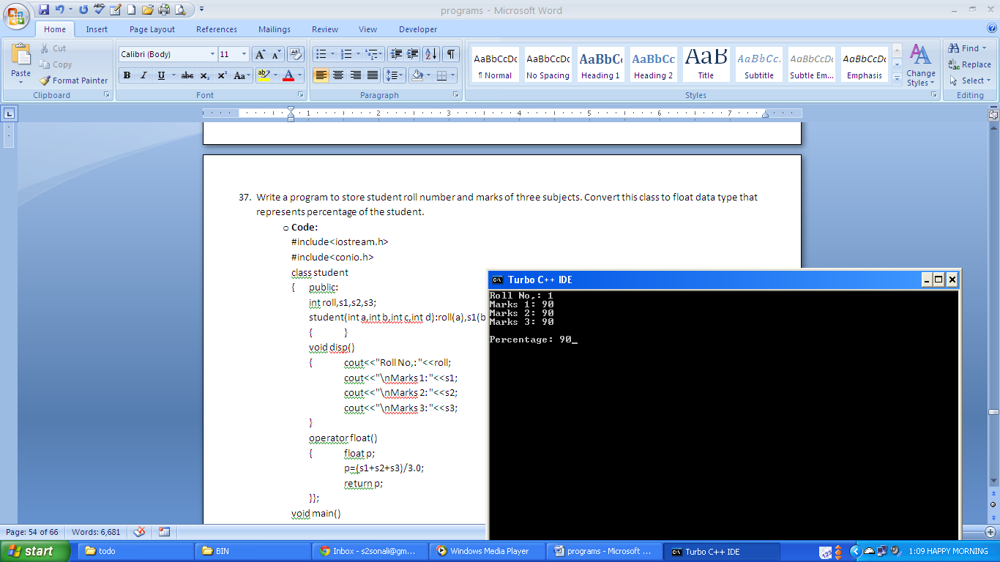 programs - Microsoft Word
Home Insert Page Layout References Mailings Review View Developer
Paste
Cut
Copy
Format Painter
Clipboard
Calibri (Body) 11
B I U abc x₂ x² Aa
Font
Paragraph
AaBbCcDc AaBbCcDc AaBbC AaBbCc AaB AaBbCc. AaBbCcDc AaBbCcDc
¶ Normal No Spacing Heading 1 Heading 2 Title Subtitle Subtle Em... Emphasis
Change Styles
Styles
Find
Replace
Select
Editing
1 2 3 4 5 6 7
37. Write a program to store student roll number and marks of three subjects. Convert this class to float data type that
represents percentage of the student.
o Code:
#include<iostream.h>
#include<conio.h>
class student
{ public:
int roll,s1,s2,s3;
student(int a,int b,int c,int d):roll(a),s1(b
{ }
void disp()
{ cout<<"Roll No,: "<<roll;
cout<<"\nMarks 1: "<<s1;
cout<<"\nMarks 2: "<<s2;
cout<<"\nMarks 3: "<<s3;
}
operator float()
{ float p;
p=(s1+s2+s3)/3.0;
return p;
}};
void main()
Turbo C++ IDE
Roll No,: 1
Marks 1: 90
Marks 2: 90
Marks 3: 90
Percentage: 90_
Page: 54 of 66 Words: 6,681
start todo BIN Inbox - s2sonali@gm... Windows Media Player programs - Microsoft ... Turbo C++ IDE 1:09 HAPPY MORNING